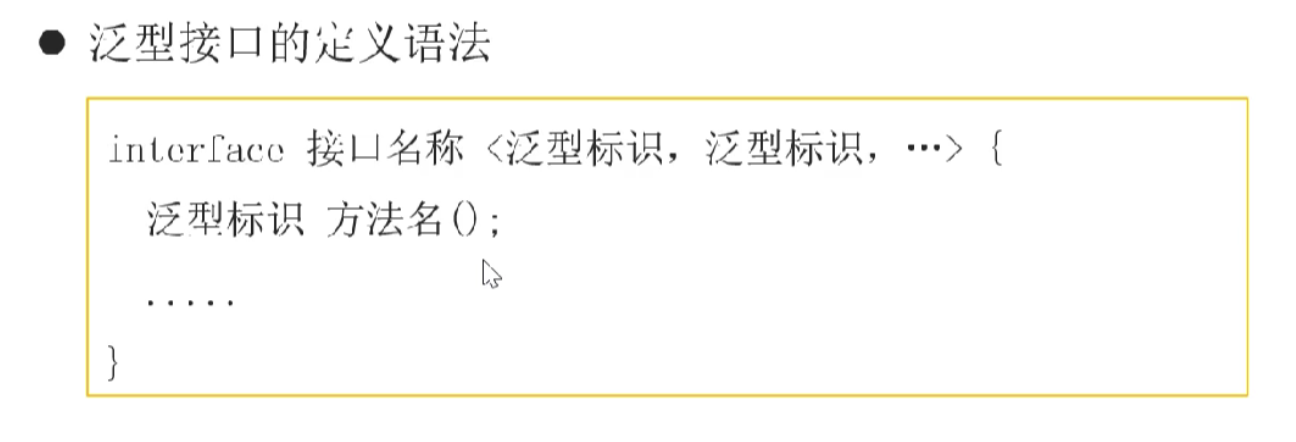 ● 泛型接口的定义语法
interface 接口名称 <泛型标识，泛型标识，…> {
泛型标识 方法名();
.....
}